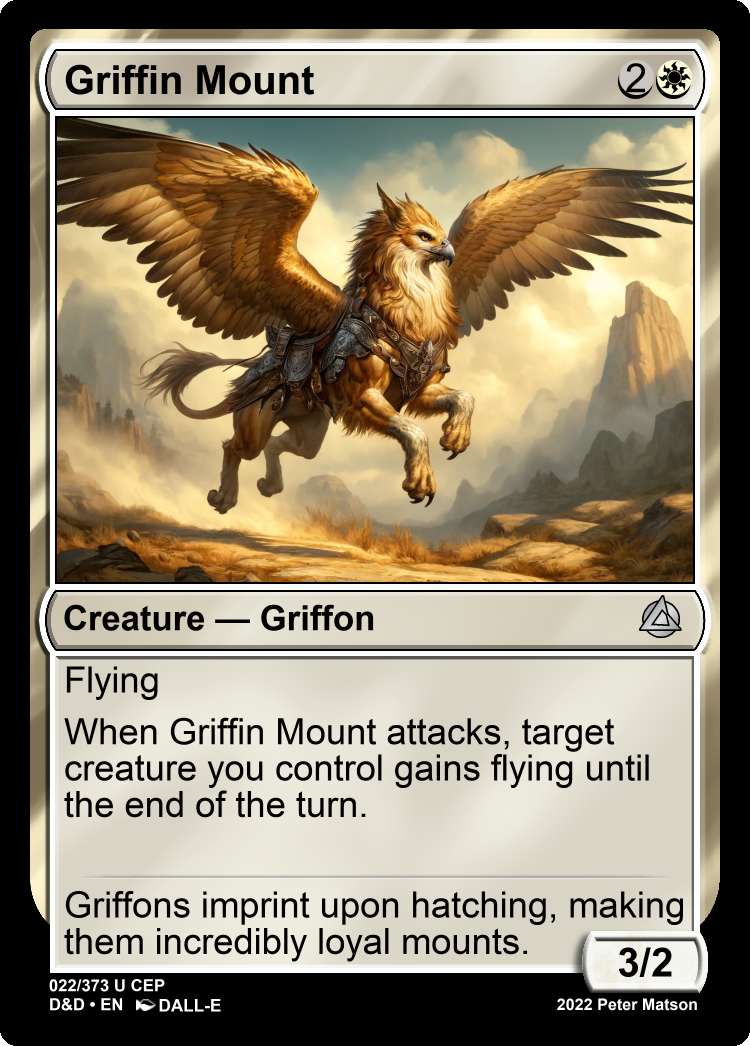 Griffin Mount 2
Creature — Griffon
Flying
When Griffin Mount attacks, target
creature you control gains flying until
the end of the turn.
Griffons imprint upon hatching, making
them incredibly loyal mounts.
3/2
022/373 U CEP
D&D • EN DALL-E
2022 Peter Matson